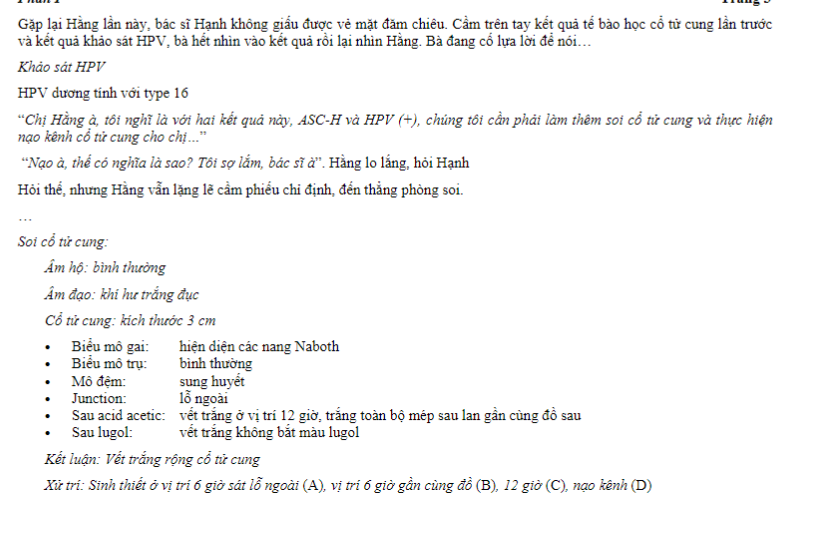 Gặp lại Hằng lần này, bác sĩ Hạnh không giấu được vẻ mặt đăm chiêu. Cầm trên tay kết quả tế bào học cổ tử cung lần trước
và kết quả khảo sát HPV, bà hết nhìn vào kết quả rồi lại nhìn Hằng. Bà đang cố lựa lời để nói…
Khảo sát HPV
HPV dương tính với type 16
“Chị Hằng à, tôi nghĩ là với hai kết quả này, ASC-H và HPV (+), chúng tôi cần phải làm thêm soi cổ tử cung và thực hiện
nạo kênh cổ tử cung cho chị…”
“Nạo à, thế có nghĩa là sao? Tôi sợ lắm, bác sĩ à”. Hằng lo lắng, hỏi Hạnh
Hỏi thế, nhưng Hằng vẫn lặng lẽ cầm phiếu chỉ định, đến thẳng phòng soi.
…
Soi cổ tử cung:
Âm hộ: bình thường
Âm đạo: khí hư trắng đục
Cổ tử cung: kích thước 3 cm
• Biểu mô gai: hiện diện các nang Naboth
• Biểu mô trụ: bình thường
• Mô đệm: sung huyết
• Junction: lỗ ngoài
• Sau acid acetic: vết trắng ở vị trí 12 giờ, trắng toàn bộ mép sau lan gần cùng đồ sau
• Sau lugol: vết trắng không bắt màu lugol
Kết luận: Vết trắng rộng cổ tử cung
Xử trí: Sinh thiết ở vị trí 6 giờ sát lỗ ngoài (A), vị trí 6 giờ gần cùng đồ (B), 12 giờ (C), nạo kênh (D)